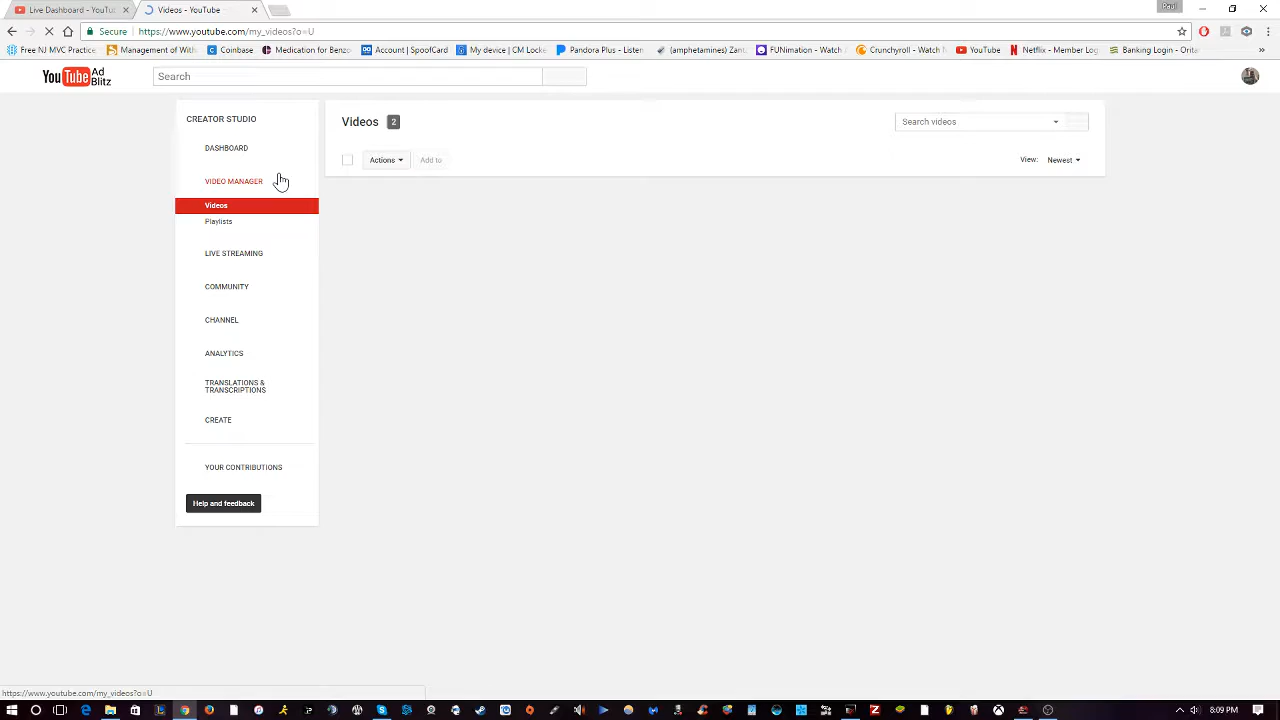 Live Dashboard - YouTu
Videos - YouTube
Secure
https://www.youtube.com/my_videos?o=U
Free NJ MVC Practice
Management of With
Coinbase
Medication for Benzo
Account | SpoofCard
My device | CM Lock
Pandora Plus - Listen
(amphetamines) Zant
FUNimation - Watch A
Crunchyroll - Watch N
YouTube
Netflix - Member Log
Banking Login - Orita
YouTube Ad Blitz
Search
CREATOR STUDIO
DASHBOARD
VIDEO MANAGER
Videos
Playlists
LIVE STREAMING
COMMUNITY
CHANNEL
ANALYTICS
TRANSLATIONS &
TRANSCRIPTIONS
CREATE
YOUR CONTRIBUTIONS
Help and feedback
Videos 2
Search videos
Actions
Add to
View: Newest
https://www.youtube.com/my_videos?o=U
8:09 PM